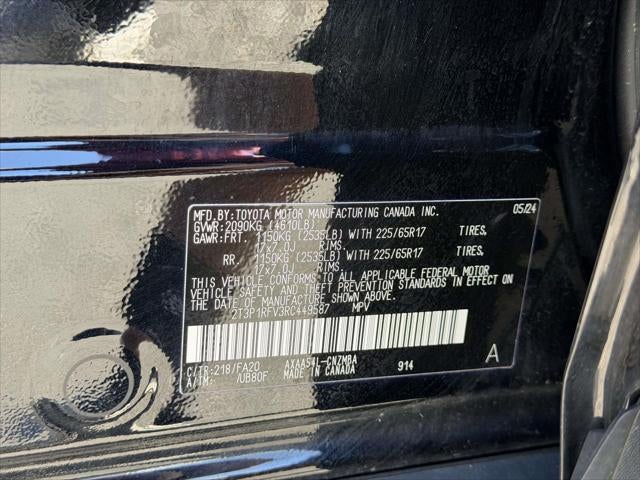 MFD.BY:TOYOTA MOTOR MANUFACTURING CANADA INC. 05/24
GVWR:2090KG (4610LB)
GAWR:FRT. 1150KG (2535LB) WITH 225/65R17 TIRES,
17x7.0J RIMS,
RR. 1150KG (2535LB) WITH 225/65R17 TIRES,
17x7.0J RIMS.
THIS VEHICLE CONFORMS TO ALL APPLICABLE FEDERAL MOTOR
VEHICLE SAFETY AND THEFT PREVENTION STANDARDS IN EFFECT ON
THE DATE OF MANUFACTURE SHOWN ABOVE.
2T3P1RFV3RC449587 MPV
C/TR:218/FA20 AXAA54L-CNZMBA
A/TM: /UB80F MADE IN CANADA 914 A